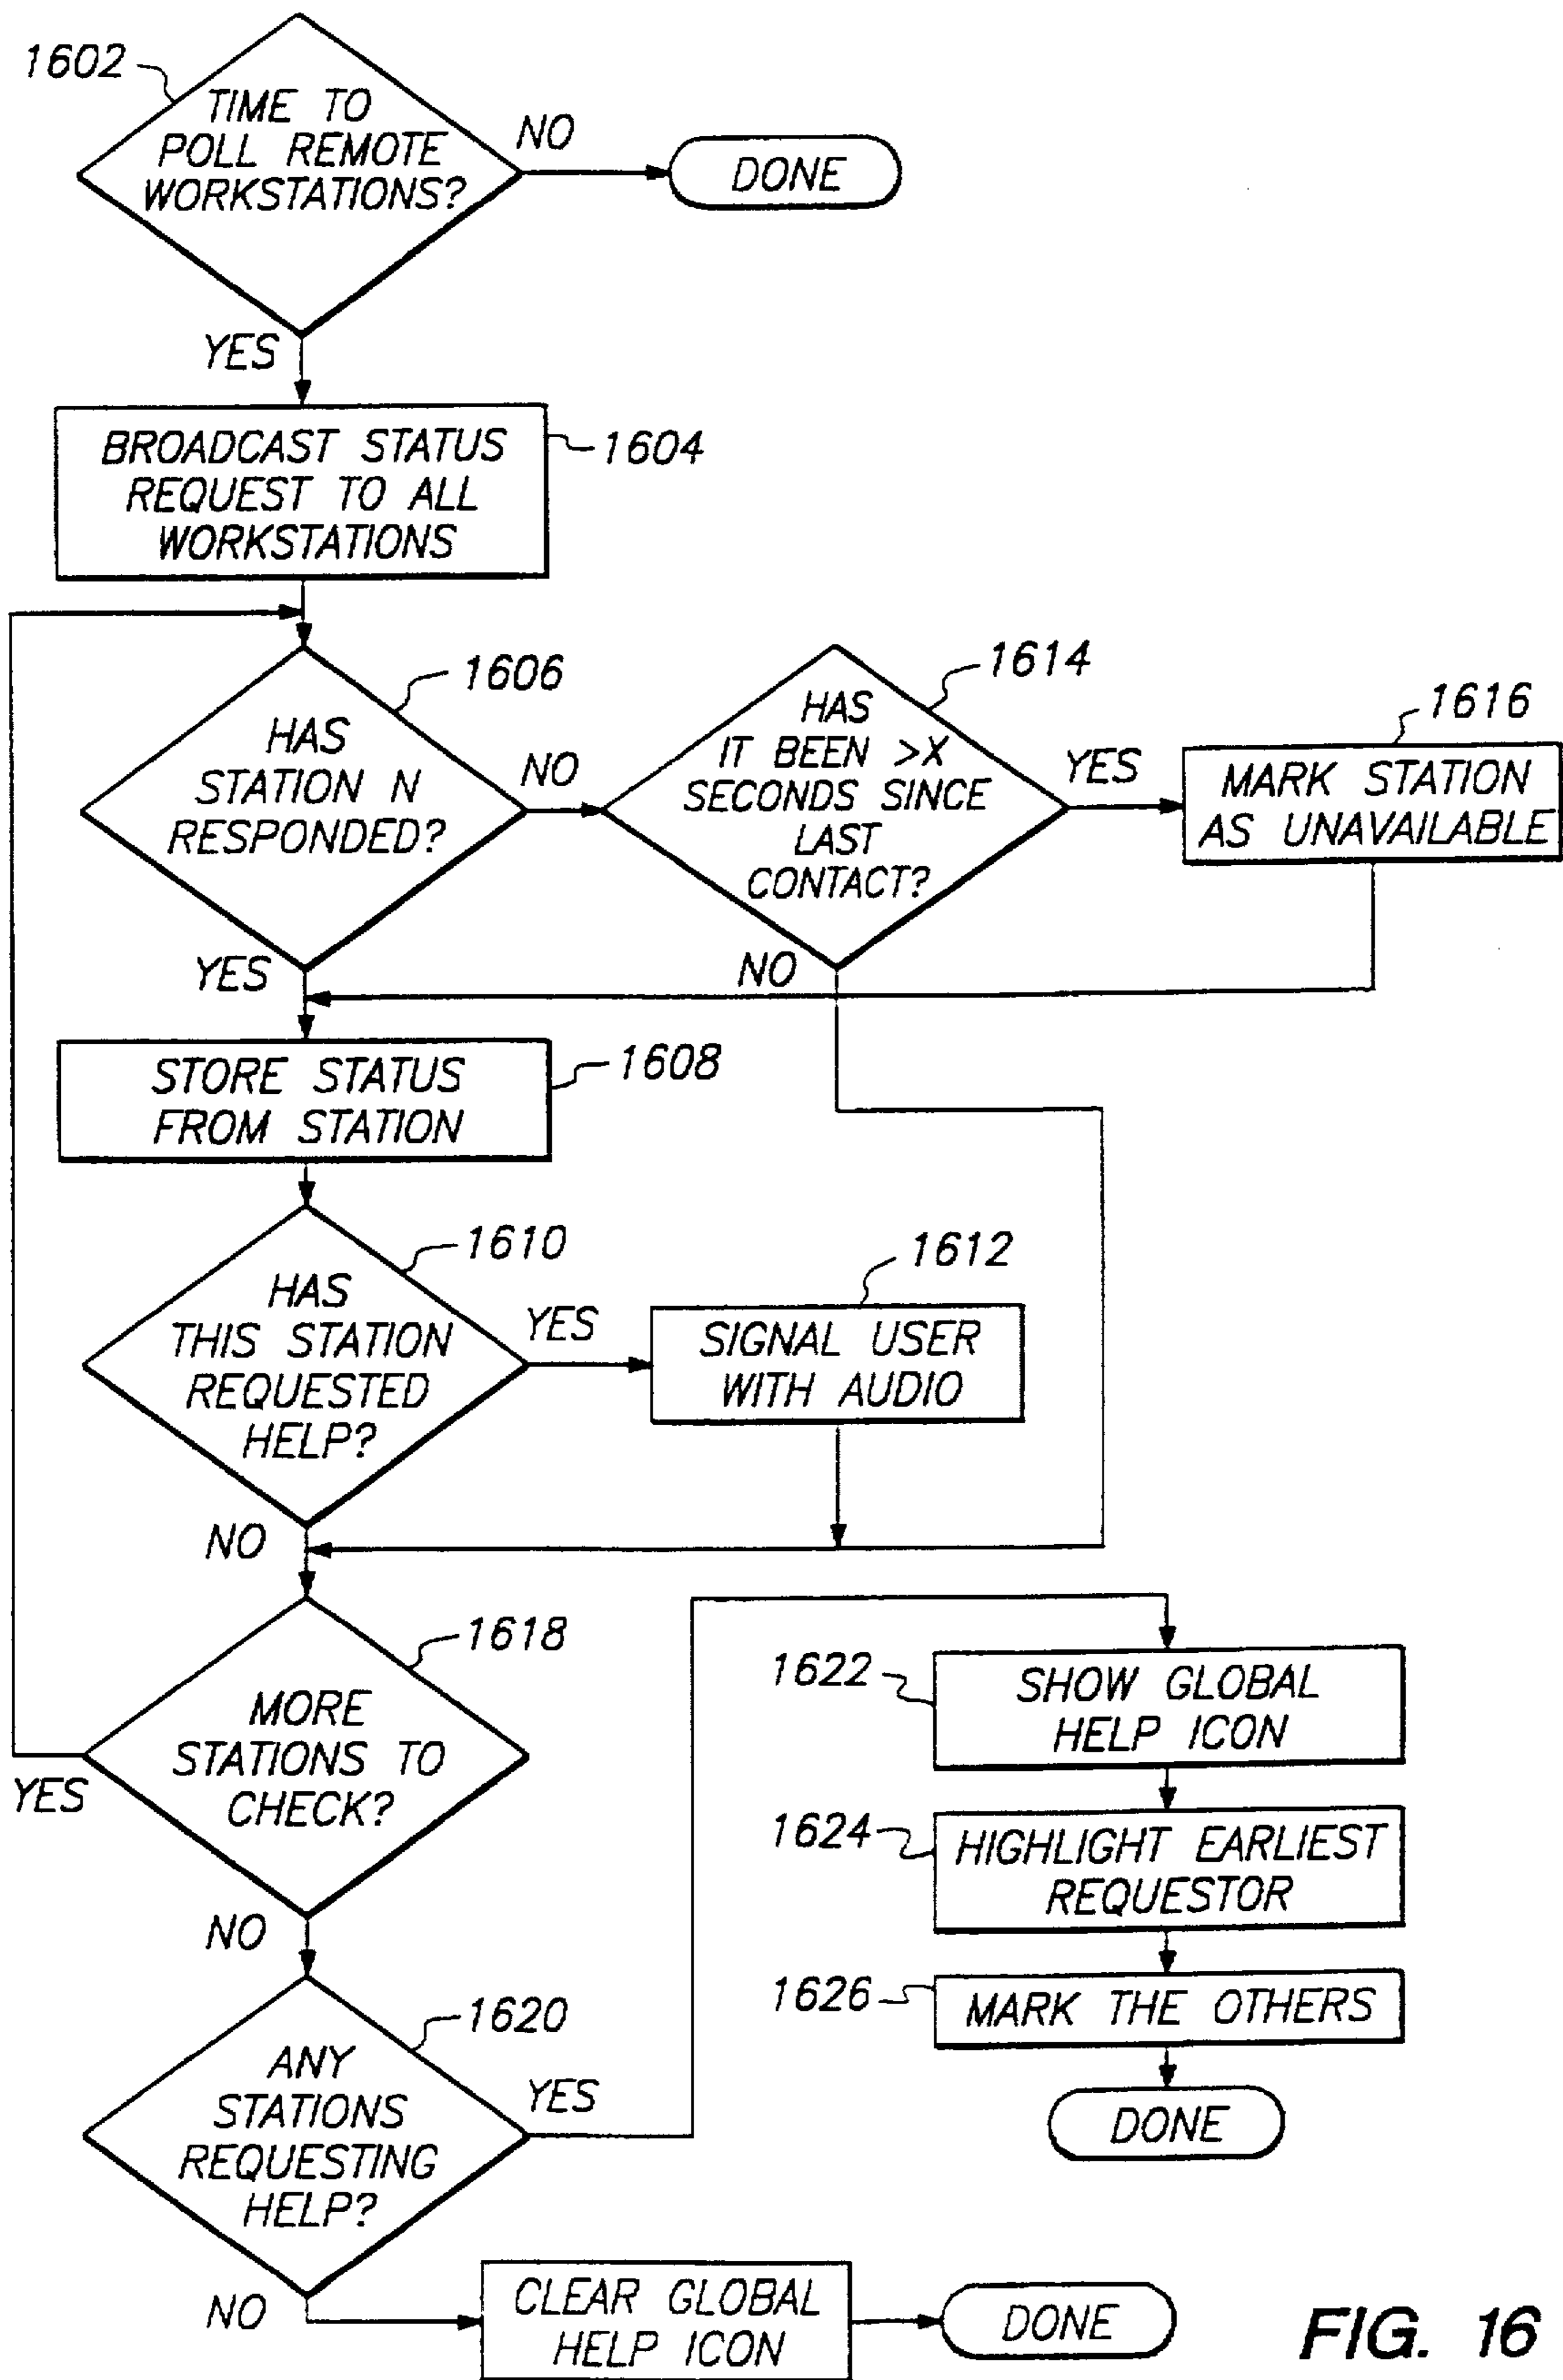 1602
TIME TO
POLL REMOTE
WORKSTATIONS?
NO
DONE
YES
BROADCAST STATUS
REQUEST TO ALL
WORKSTATIONS
1604
1606
HAS
STATION N
RESPONDED?
NO
YES
1614
HAS
IT BEEN >X
SECONDS SINCE
LAST
CONTACT?
YES
NO
1616
MARK STATION
AS UNAVAILABLE
STORE STATUS
FROM STATION
1608
1610
HAS
THIS STATION
REQUESTED
HELP?
YES
NO
1612
SIGNAL USER
WITH AUDIO
1618
MORE
STATIONS TO
CHECK?
YES
NO
1620
ANY
STATIONS
REQUESTING
HELP?
YES
NO
1622
SHOW GLOBAL
HELP ICON
1624
HIGHLIGHT EARLIEST
REQUESTOR
1626
MARK THE OTHERS
DONE
CLEAR GLOBAL
HELP ICON
DONE
FIG. 16